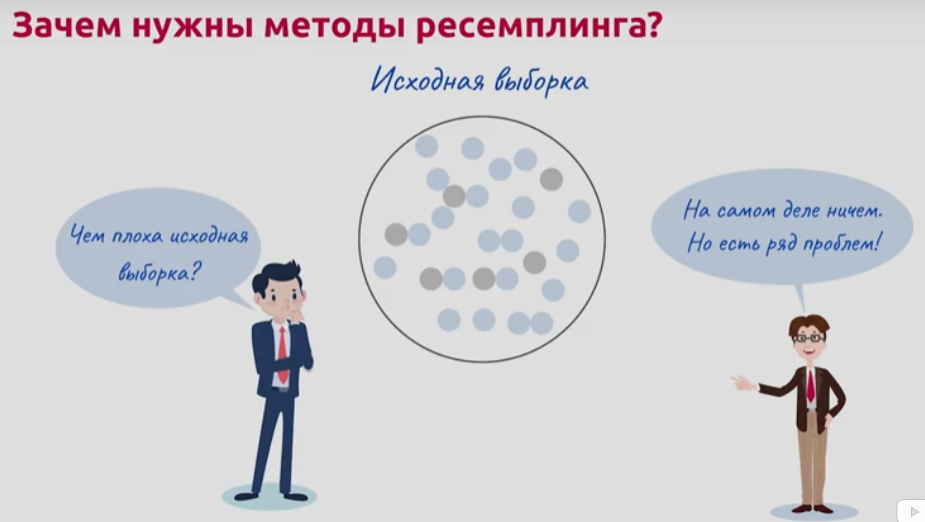 Зачем нужны методы ресемплинга?
Исходная выборка
Чем плоха исходная
выборка?
На самом деле ничем.
Но есть ряд проблем!